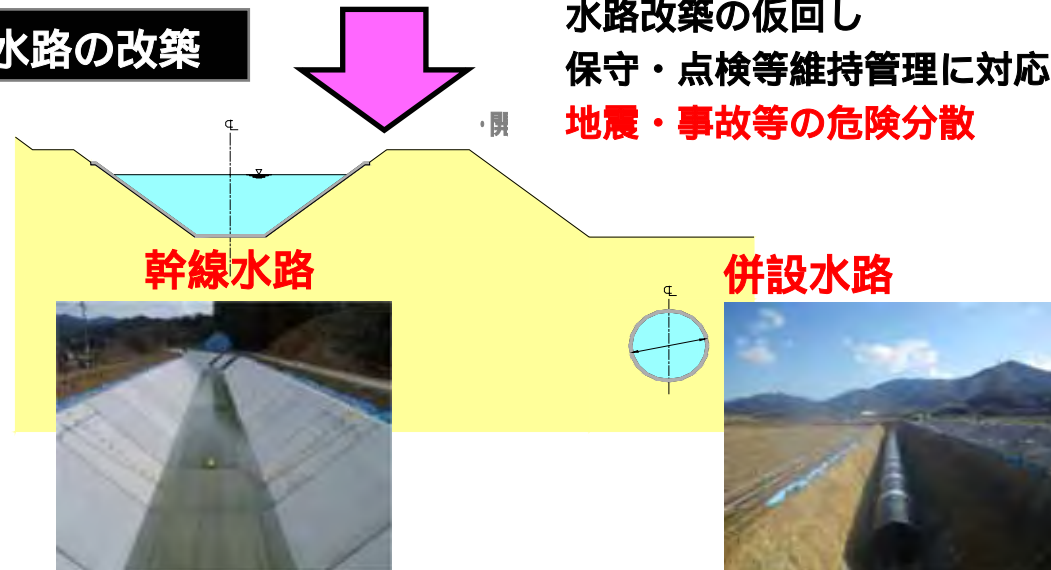 水路の改築
水路改築の仮回し
保守・点検等維持管理に対応
地震・事故等の危険分散
・開
幹線水路
併設水路